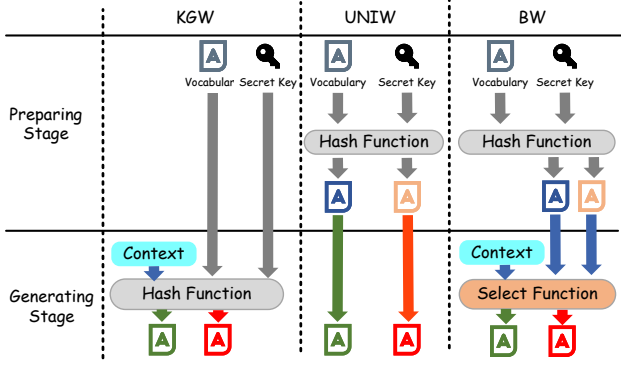 KGW UNIW BW
A A A
Vocabular Secret Key Vocabulary Secret Key Vocabulary Secret Key
Preparing
Stage
Hash Function Hash Function
A A A A
Context Context
Generating
Stage
Hash Function Select Function
A A A A A A